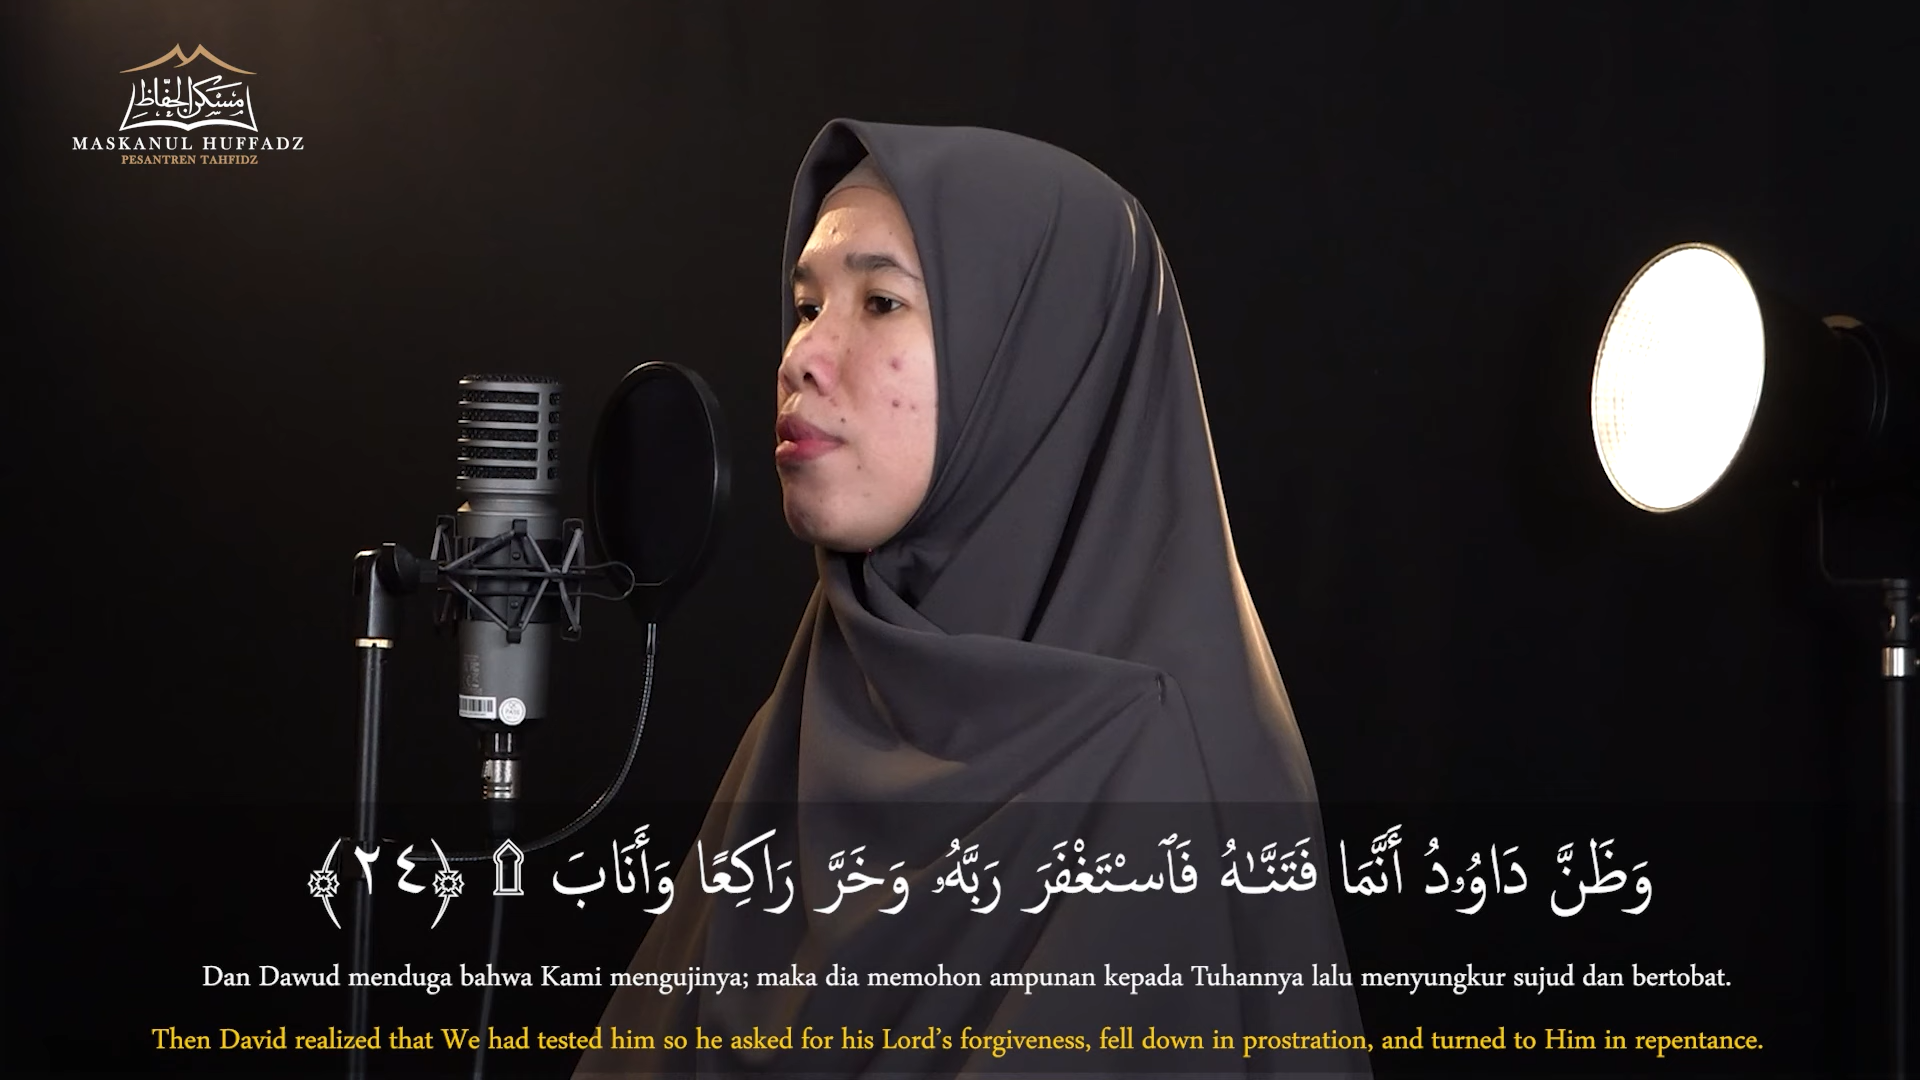 مسكن الحفاظ
MASKANUL HUFFADZ
PESANTREN TAHFIDZ
وَظَنَّ دَاوُۥدُ أَنَّمَا فَتَنَّـٰهُ فَٱسْتَغْفَرَ رَبَّهُۥ وَخَرَّ رَاكِعًا وَأَنَابَ ۩ ﴿٢٤﴾
Dan Dawud menduga bahwa Kami mengujinya; maka dia memohon ampunan kepada Tuhannya lalu menyungkur sujud dan bertobat.
Then David realized that We had tested him so he asked for his Lord’s forgiveness, fell down in prostration, and turned to Him in repentance.